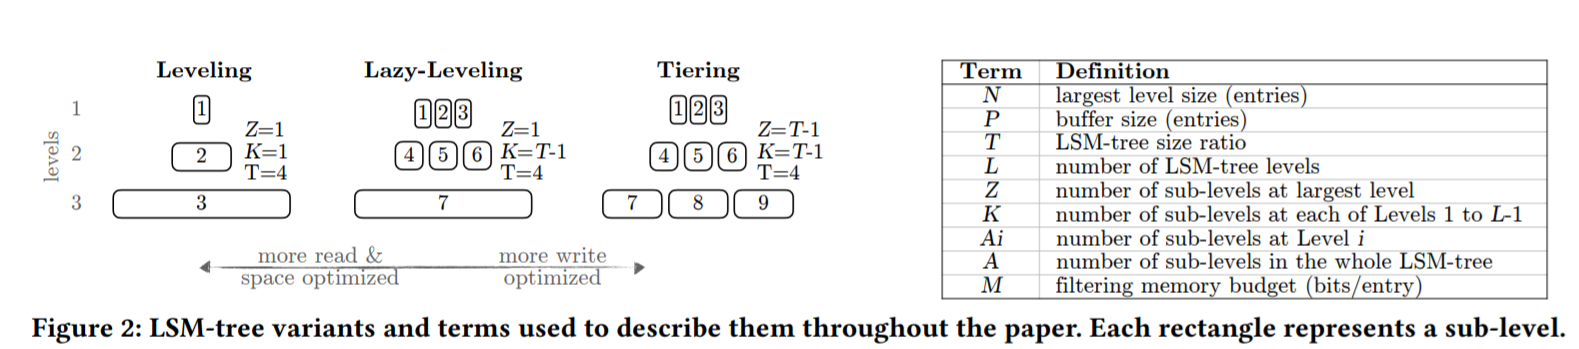 Leveling Lazy-Leveling Tiering
levels
1 1 1 2 3 1 2 3
Z=1 Z=1 Z=T-1
2 2 K=1 4 5 6 K=T-1 4 5 6 K=T-1
T=4 T=4 T=4
3 3 7 7 8 9
more read & more write
space optimized optimized
Term Definition
N largest level size (entries)
P buffer size (entries)
T LSM-tree size ratio
L number of LSM-tree levels
Z number of sub-levels at largest level
K number of sub-levels at each of Levels 1 to L-1
Ai number of sub-levels at Level i
A number of sub-levels in the whole LSM-tree
M filtering memory budget (bits/entry)
Figure 2: LSM-tree variants and terms used to describe them throughout the paper. Each rectangle represents a sub-level.